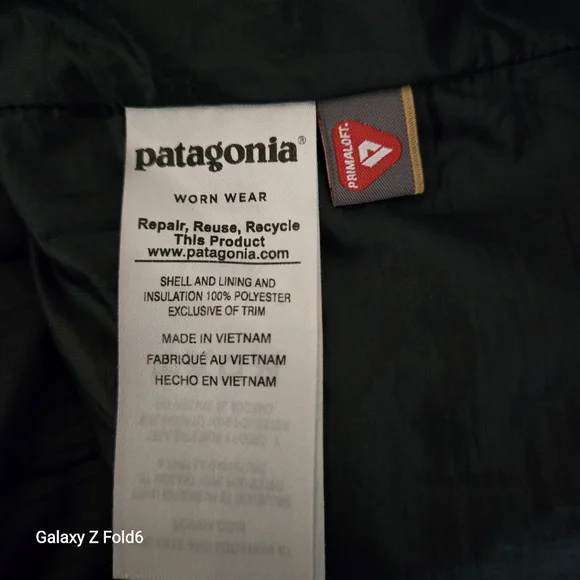 patagonia®
WORN WEAR
Repair, Reuse, Recycle
This Product
www.patagonia.com
SHELL AND LINING AND
INSULATION 100% POLYESTER
EXCLUSIVE OF TRIM
MADE IN VIETNAM
FABRIQUÉ AU VIETNAM
HECHO EN VIETNAM
PRIMALOFT.
Galaxy Z Fold6